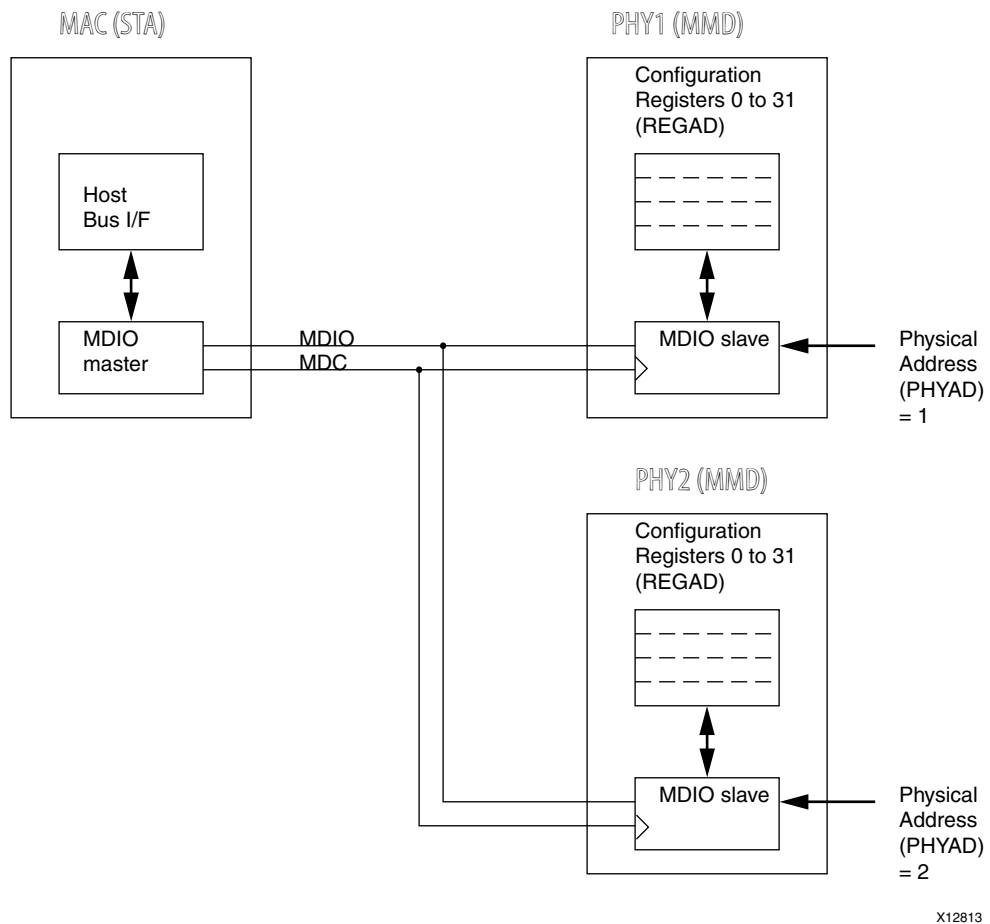 MAC (STA)
PHY1 (MMD)
Configuration
Registers 0 to 31
(REGAD)
Host
Bus I/F
MDIO
master
MDIO
MDC
MDIO slave
Physical
Address
(PHYAD)
= 1
PHY2 (MMD)
Configuration
Registers 0 to 31
(REGAD)
MDIO slave
Physical
Address
(PHYAD)
= 2
X12813